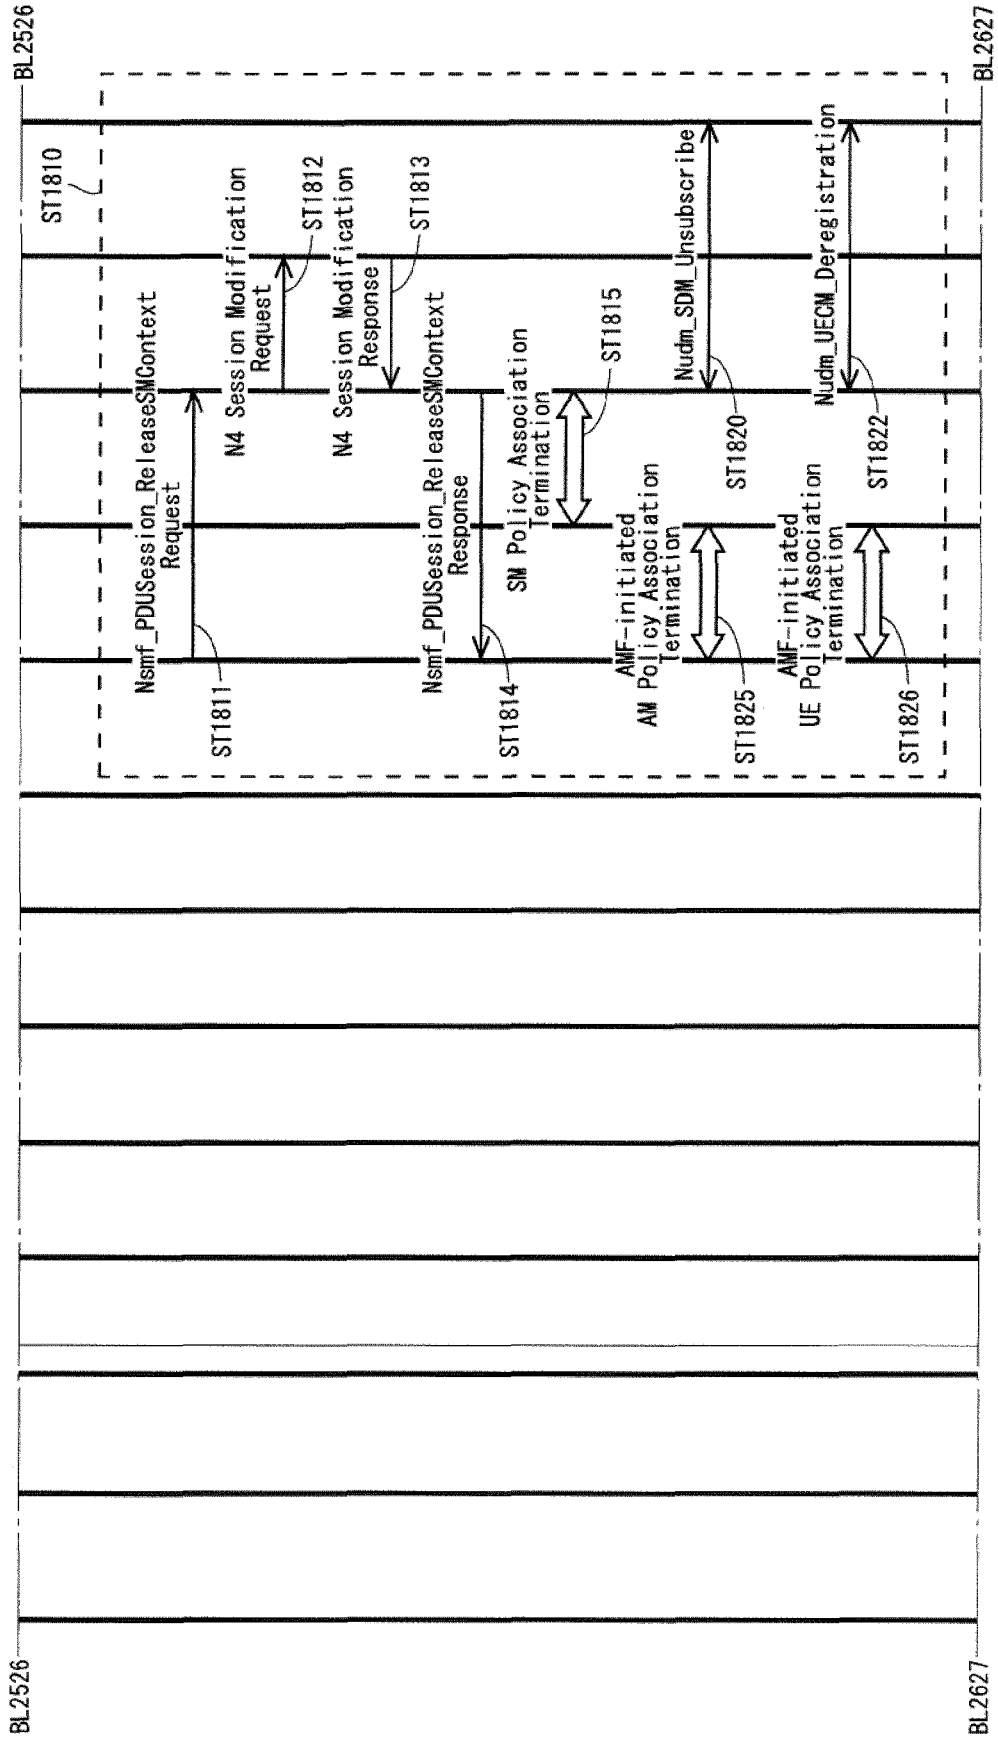 BL2526
BL2526
ST1810
Nsmf_PDUSession_ReleaseSMContext
Request
ST1811
N4 Session Modification
Request
ST1812
N4 Session Modification
Response
ST1813
Nsmf_PDUSession_ReleaseSMContext
Response
ST1814
SM Policy Association
Termination
ST1815
AMF-initiated
AM Policy Association
Termination
ST1825
Nudm_SDM_Unsubscribe
ST1820
AMF-initiated
UE Policy Association
Termination
ST1826
Nudm_UECM_Deregistration
ST1822
BL2627
BL2627